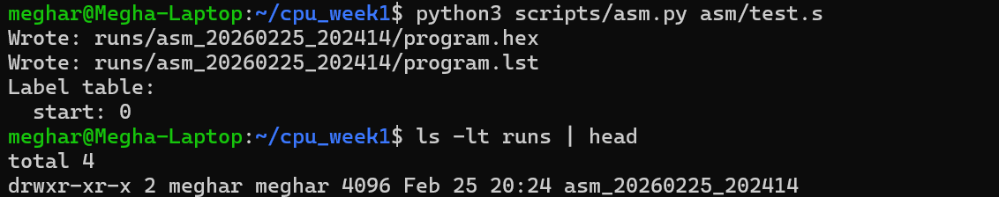 meghar@Megha-Laptop:~/cpu_week1$ python3 scripts/asm.py asm/test.s
Wrote: runs/asm_20260225_202414/program.hex
Wrote: runs/asm_20260225_202414/program.lst
Label table:
  start: 0
meghar@Megha-Laptop:~/cpu_week1$ ls -lt runs | head
total 4
drwxr-xr-x 2 meghar meghar 4096 Feb 25 20:24 asm_20260225_202414